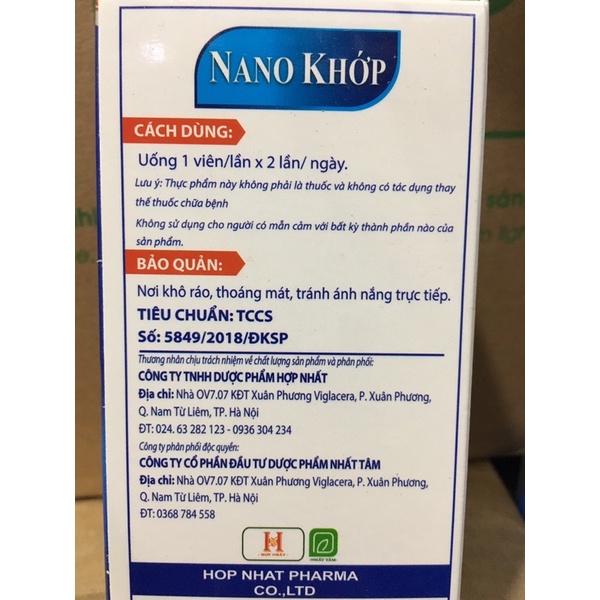 NANO KHỚP
CÁCH DÙNG:
Uống 1 viên/lần x 2 lần/ ngày.
Lưu ý: Thực phẩm này không phải là thuốc và không có tác dụng thay
thế thuốc chữa bệnh
Không sử dụng cho người có mẫn cảm với bất kỳ thành phần nào của
sản phẩm.
BẢO QUẢN:
Nơi khô ráo, thoáng mát, tránh ánh nắng trực tiếp.
TIÊU CHUẨN: TCCS
Số: 5849/2018/ĐKSP
Thương nhân chịu trách nhiệm về chất lượng sản phẩm và phân phối:
CÔNG TY TNHH DƯỢC PHẨM HỢP NHẤT
Địa chỉ: Nhà OV7.07 KĐT Xuân Phương Viglacera, P. Xuân Phương,
Q. Nam Từ Liêm, TP. Hà Nội
ĐT: 024. 63 282 123 - 0936 304 234
Công ty phân phối độc quyền:
CÔNG TY CỔ PHẦN ĐẦU TƯ DƯỢC PHẨM NHẤT TÂM
Địa chỉ: Nhà OV7.07 KĐT Xuân Phương Viglacera, P. Xuân Phương,
Q. Nam Từ Liêm, TP. Hà Nội
ĐT: 0368 784 558
H
HỢP NHẤT
NHẤT TÂM
HOP NHAT PHARMA
CO.,LTD
sán